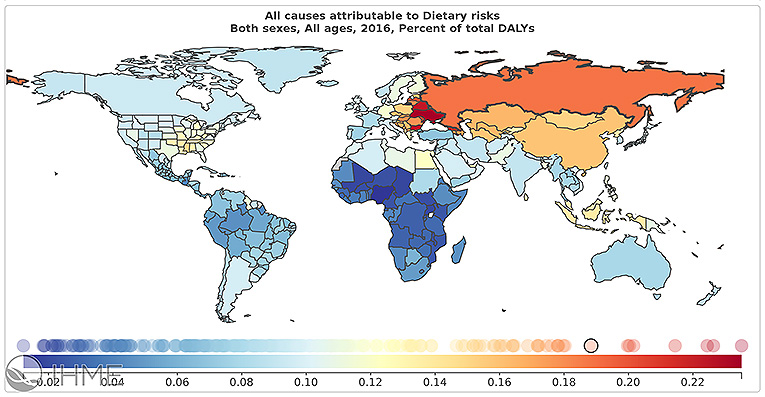 All causes attributable to Dietary risks
Both sexes, All ages, 2016, Percent of total DALYs
0.02 0.04 0.06 0.08 0.10 0.12 0.14 0.16 0.18 0.20 0.22
IHME